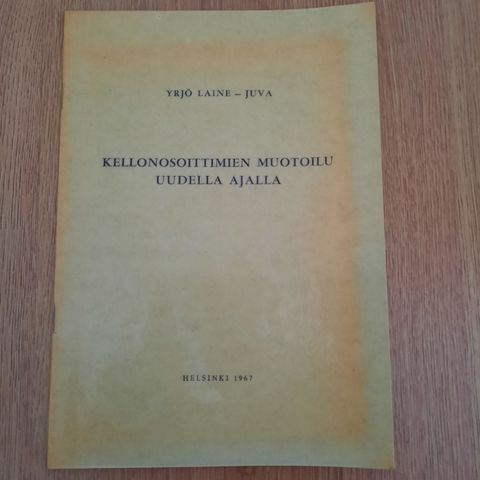 YRJÖ LAINE – JUVA
KELLONOSOITTIMIEN MUOTOILU
UUDELLA AJALLA
HELSINKI 1967